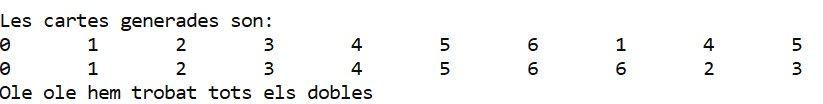 Les cartes generades son:
0 1 2 3 4 5 6 1 4 5
0 1 2 3 4 5 6 6 2 3
Ole ole hem trobat tots els dobles